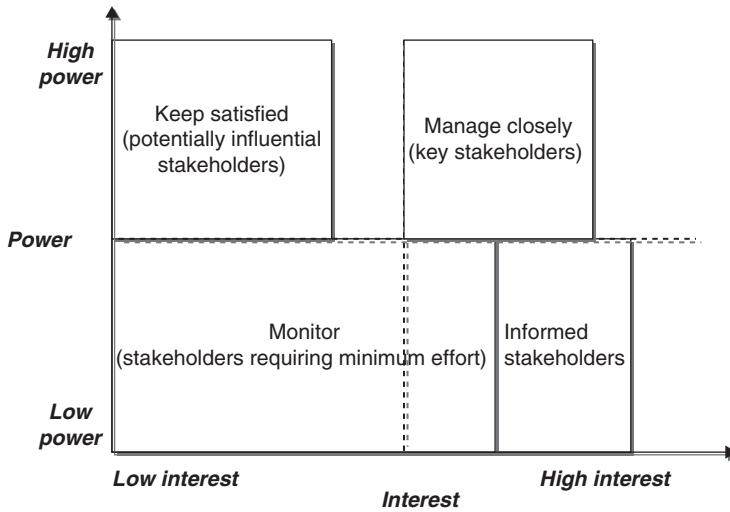 High
power
Keep satisfied
(potentially influential
stakeholders)
Manage closely
(key stakeholders)
Power
Monitor
(stakeholders requiring minimum effort)
Informed
stakeholders
Low
power
Low interest
Interest
High interest